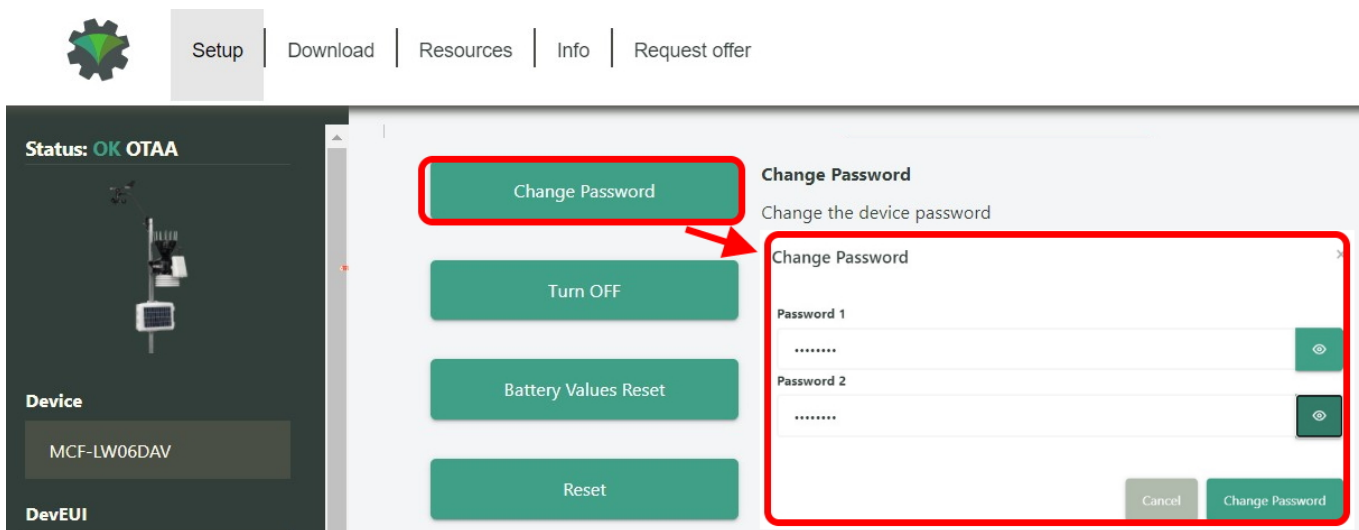 Setup
Download
Resources
Info
Request offer
Status: OK OTAA
Device
MCF-LW06DAV
DevEUI
Change Password
Turn OFF
Battery Values Reset
Reset
Change Password
Change the device password
Change Password
Password 1
••••••••
Password 2
••••••••
Cancel
Change Password